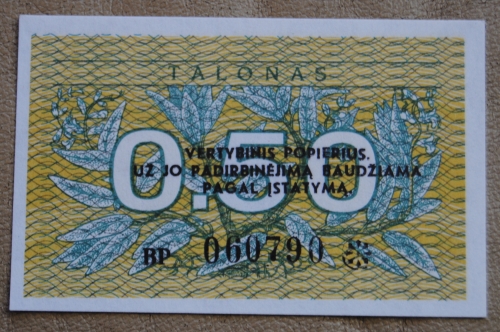 TALONAS
0.50
VERTYBINIS POPIERIUS.
UŽ JO PADIRBINĖJIMĄ BAUDŽIAMA
PAGAL ĮSTATYMĄ.
BP 060790